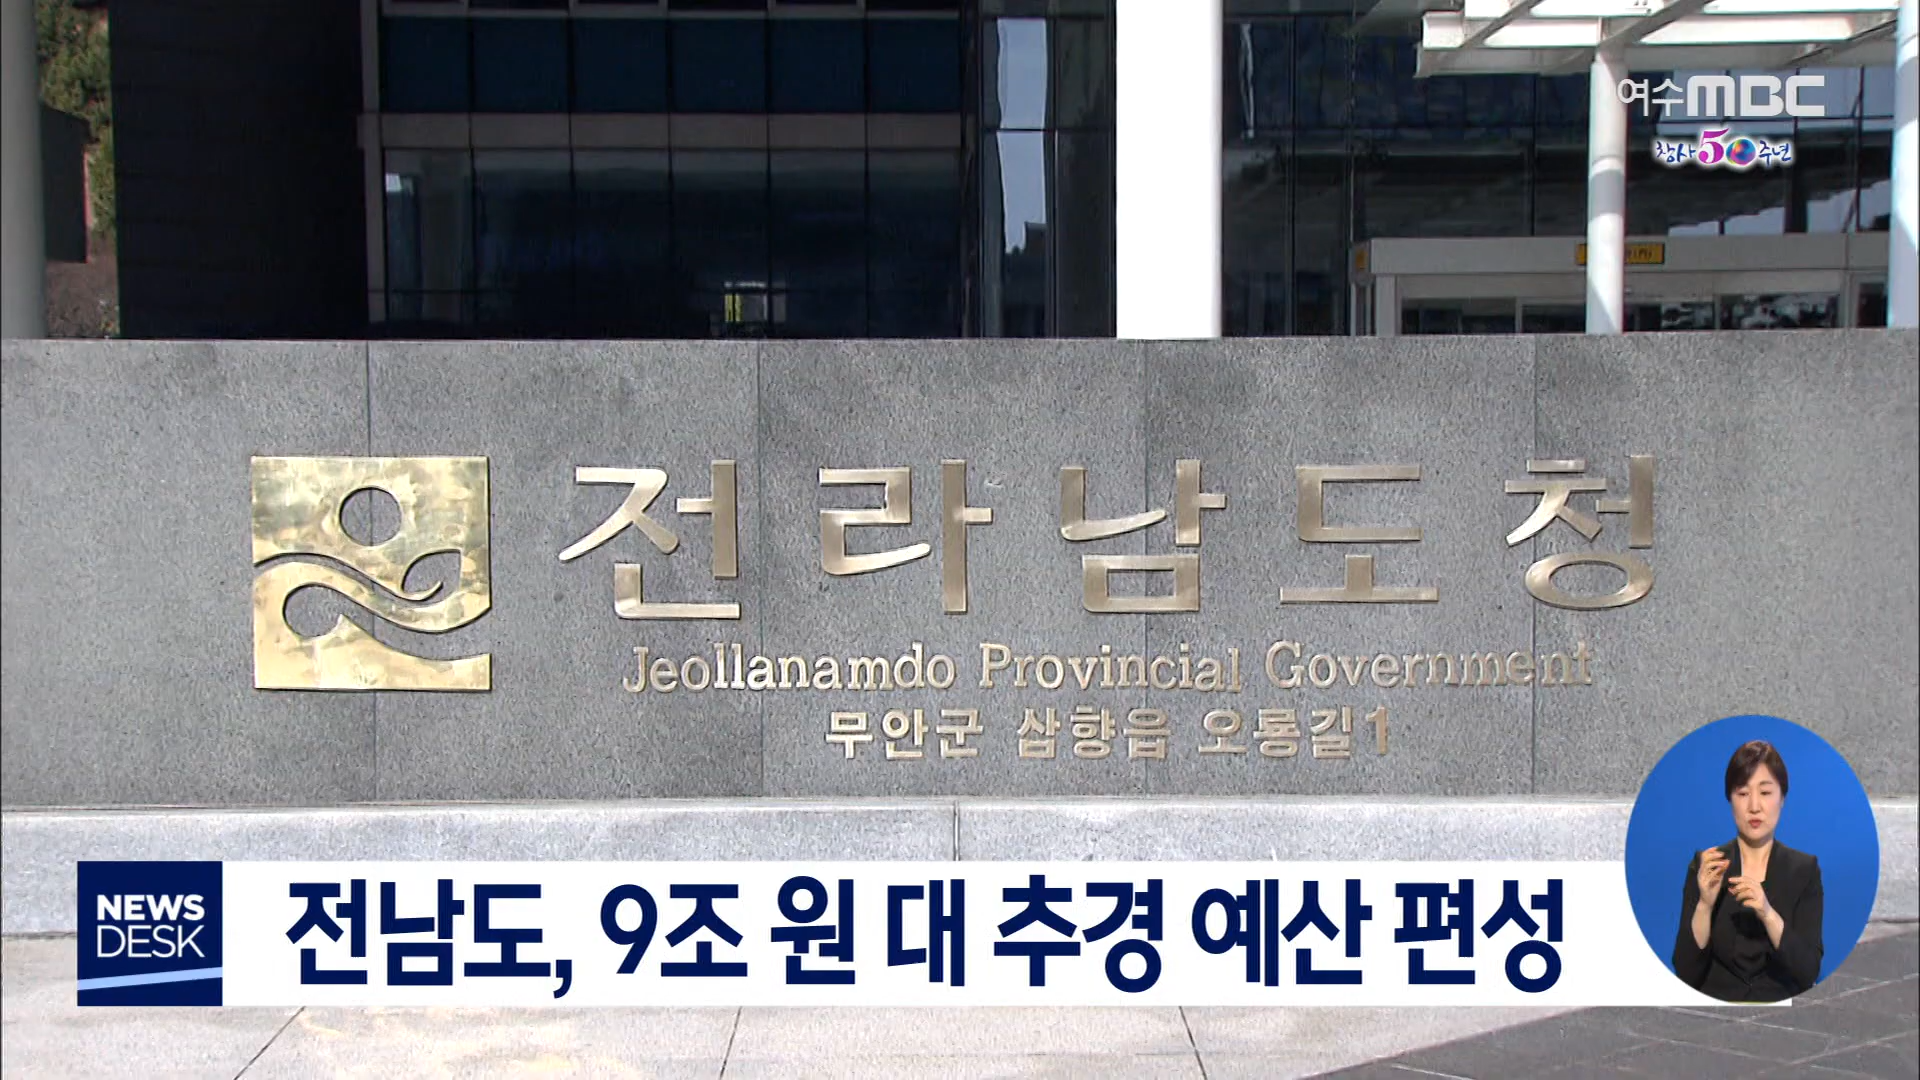 여수MBC
창사50주년
전라남도청
Jeollanamdo Provincial Government
무안군 삼향읍 오룡길1
NEWS
DESK
전남도, 9조 원 대 추경 예산 편성